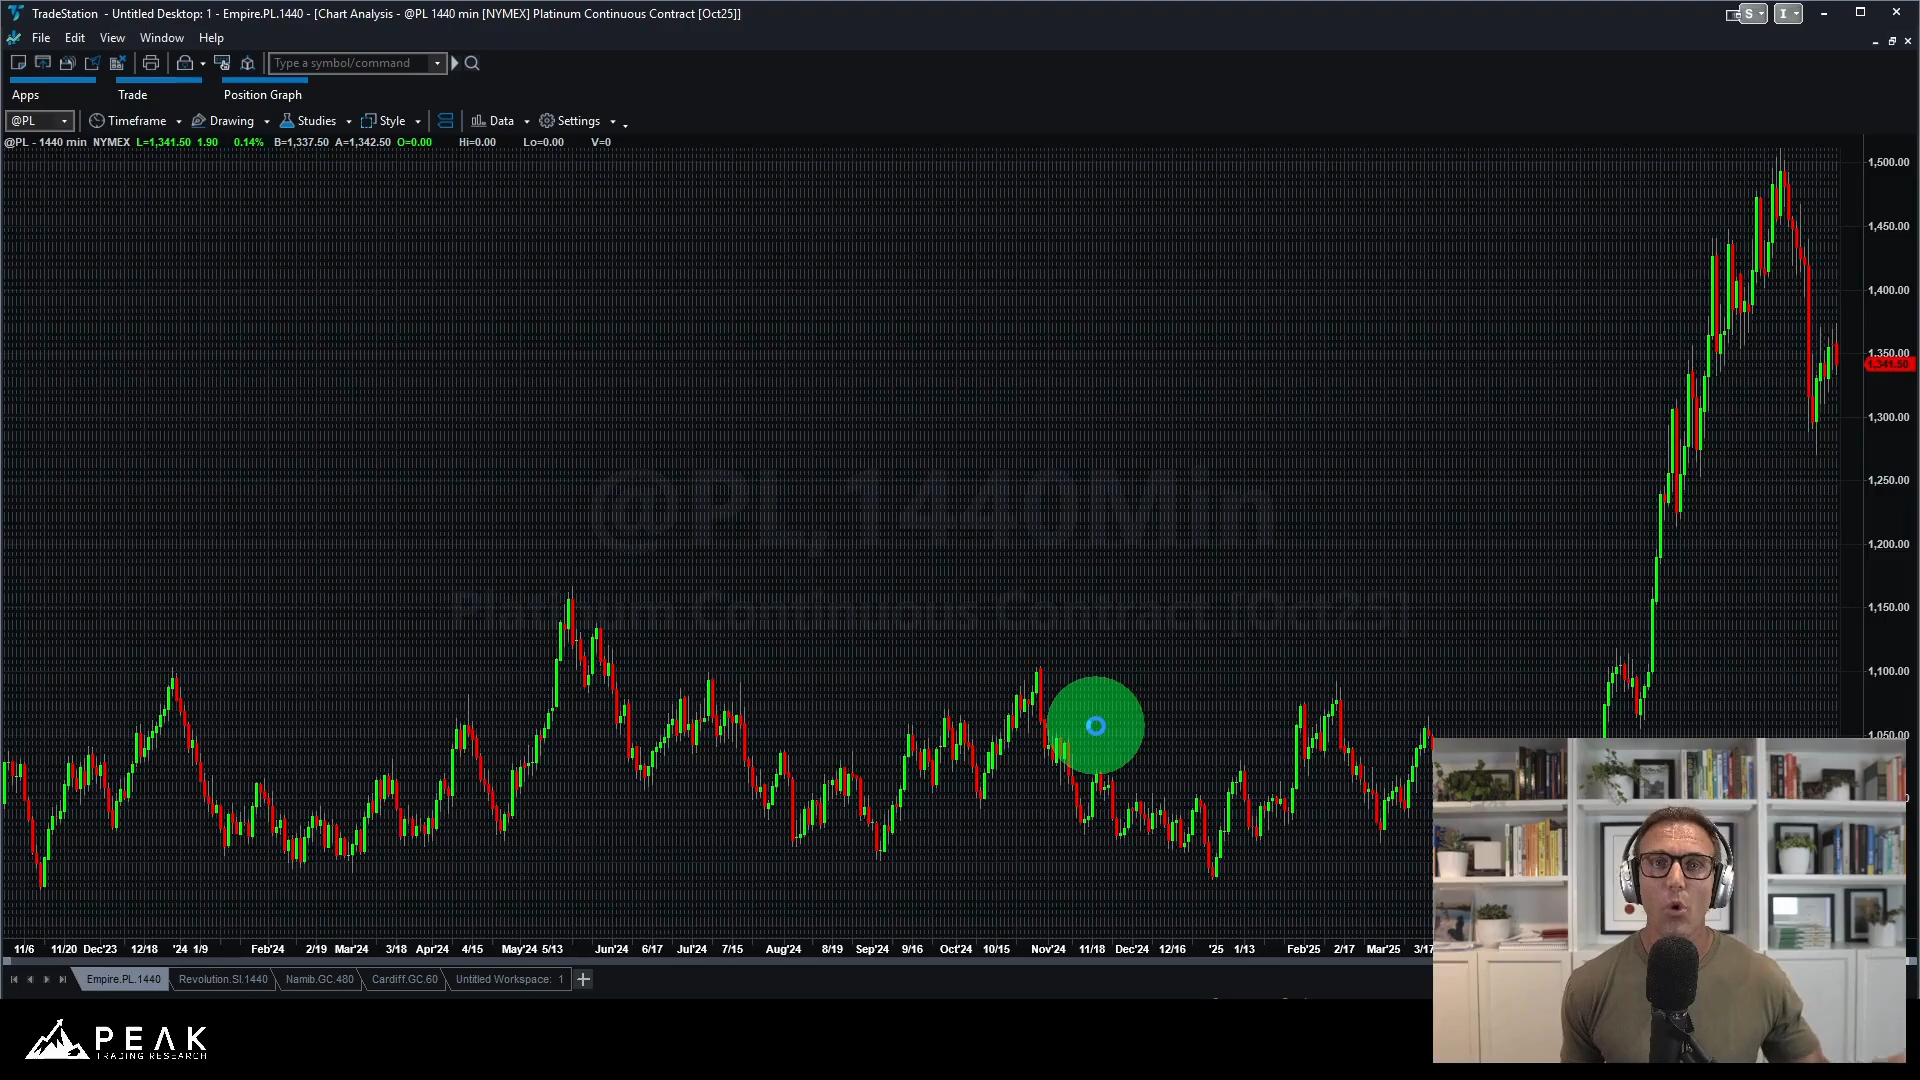 TradeStation - Untitled Desktop: 1 - Empire.PL.1440 - [Chart Analysis - @PL 1440 min [NYMEX] Platinum Continuous Contract [Oct25]]
S
I
File Edit View Window Help
Type a symbol/command
Apps Trade Position Graph
@PL Timeframe Drawing Studies Style Data Settings
@PL - 1440 min NYMEX L=1,341.50 1.90 0.14% B=1,337.50 A=1,342.50 O=0.00 Hi=0.00 Lo=0.00 V=0
1,500.00
1,450.00
1,400.00
1,350.00
1,341.50
1,300.00
1,250.00
1,200.00
1,150.00
1,100.00
1,050.00
@PL, 1440Min
Platinum Continuous Contract [Oct25]
11/6 11/20 Dec'23 12/18 '24 1/9 Feb'24 2/19 Mar'24 3/18 Apr'24 4/15 May'24 5/13 Jun'24 6/17 Jul'24 7/15 Aug'24 8/19 Sep'24 9/16 Oct'24 10/15 Nov'24 11/18 Dec'24 12/16 '25 1/13 Feb'25 2/17 Mar'25 3/17
Empire.PL.1440 Revolution.SI.1440 Namib.GC.480 Cardiff.GC.60 Untitled Workspace: 1
PEAK
TRADING RESEARCH